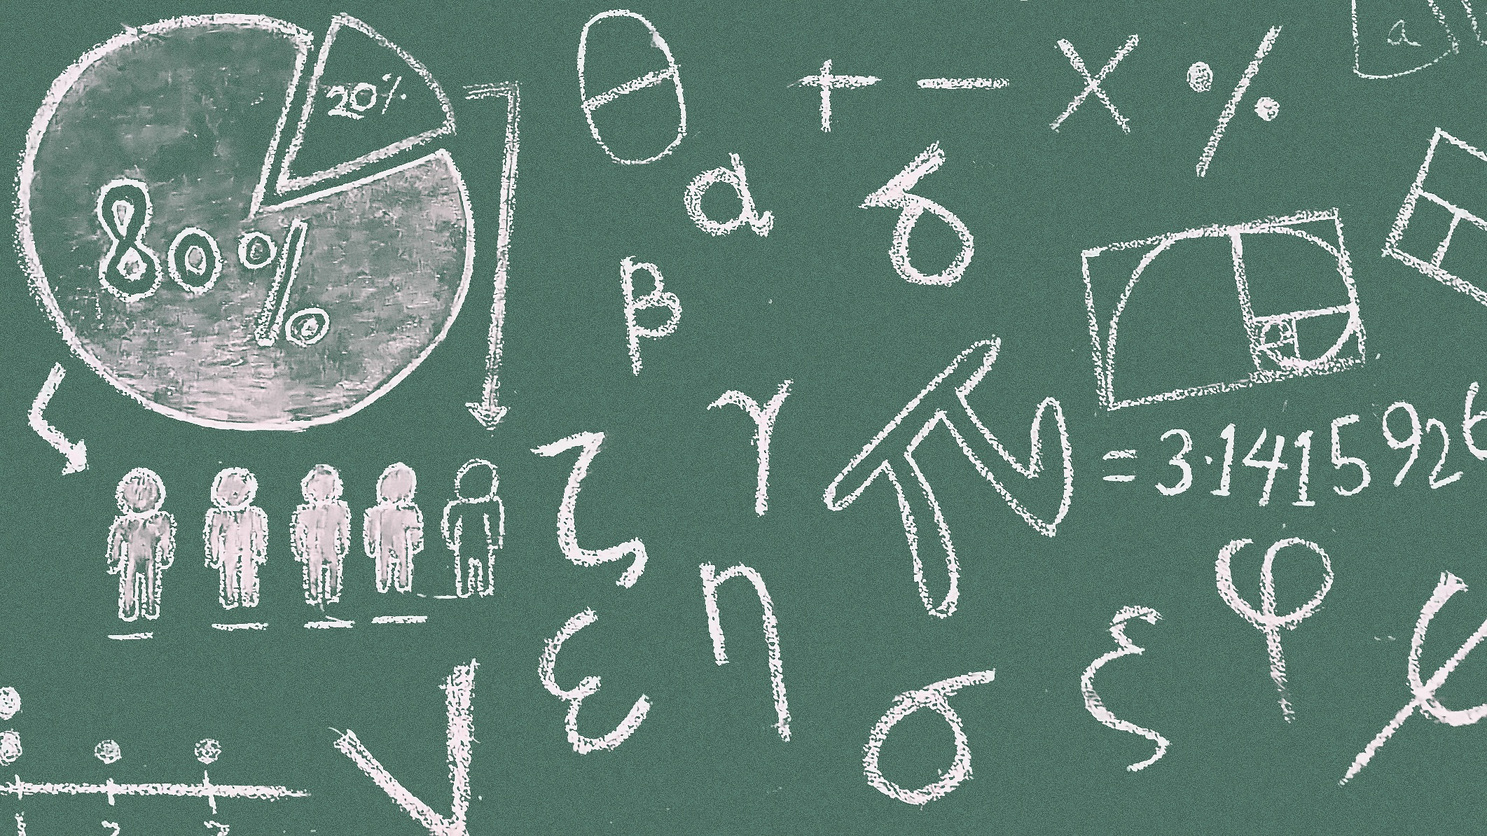 20%
80%
θ
+ - × %
a
α
δ
β
γ
π = 3.1415926
ζ
η
ε
φ
ξ
σ
ψ
√